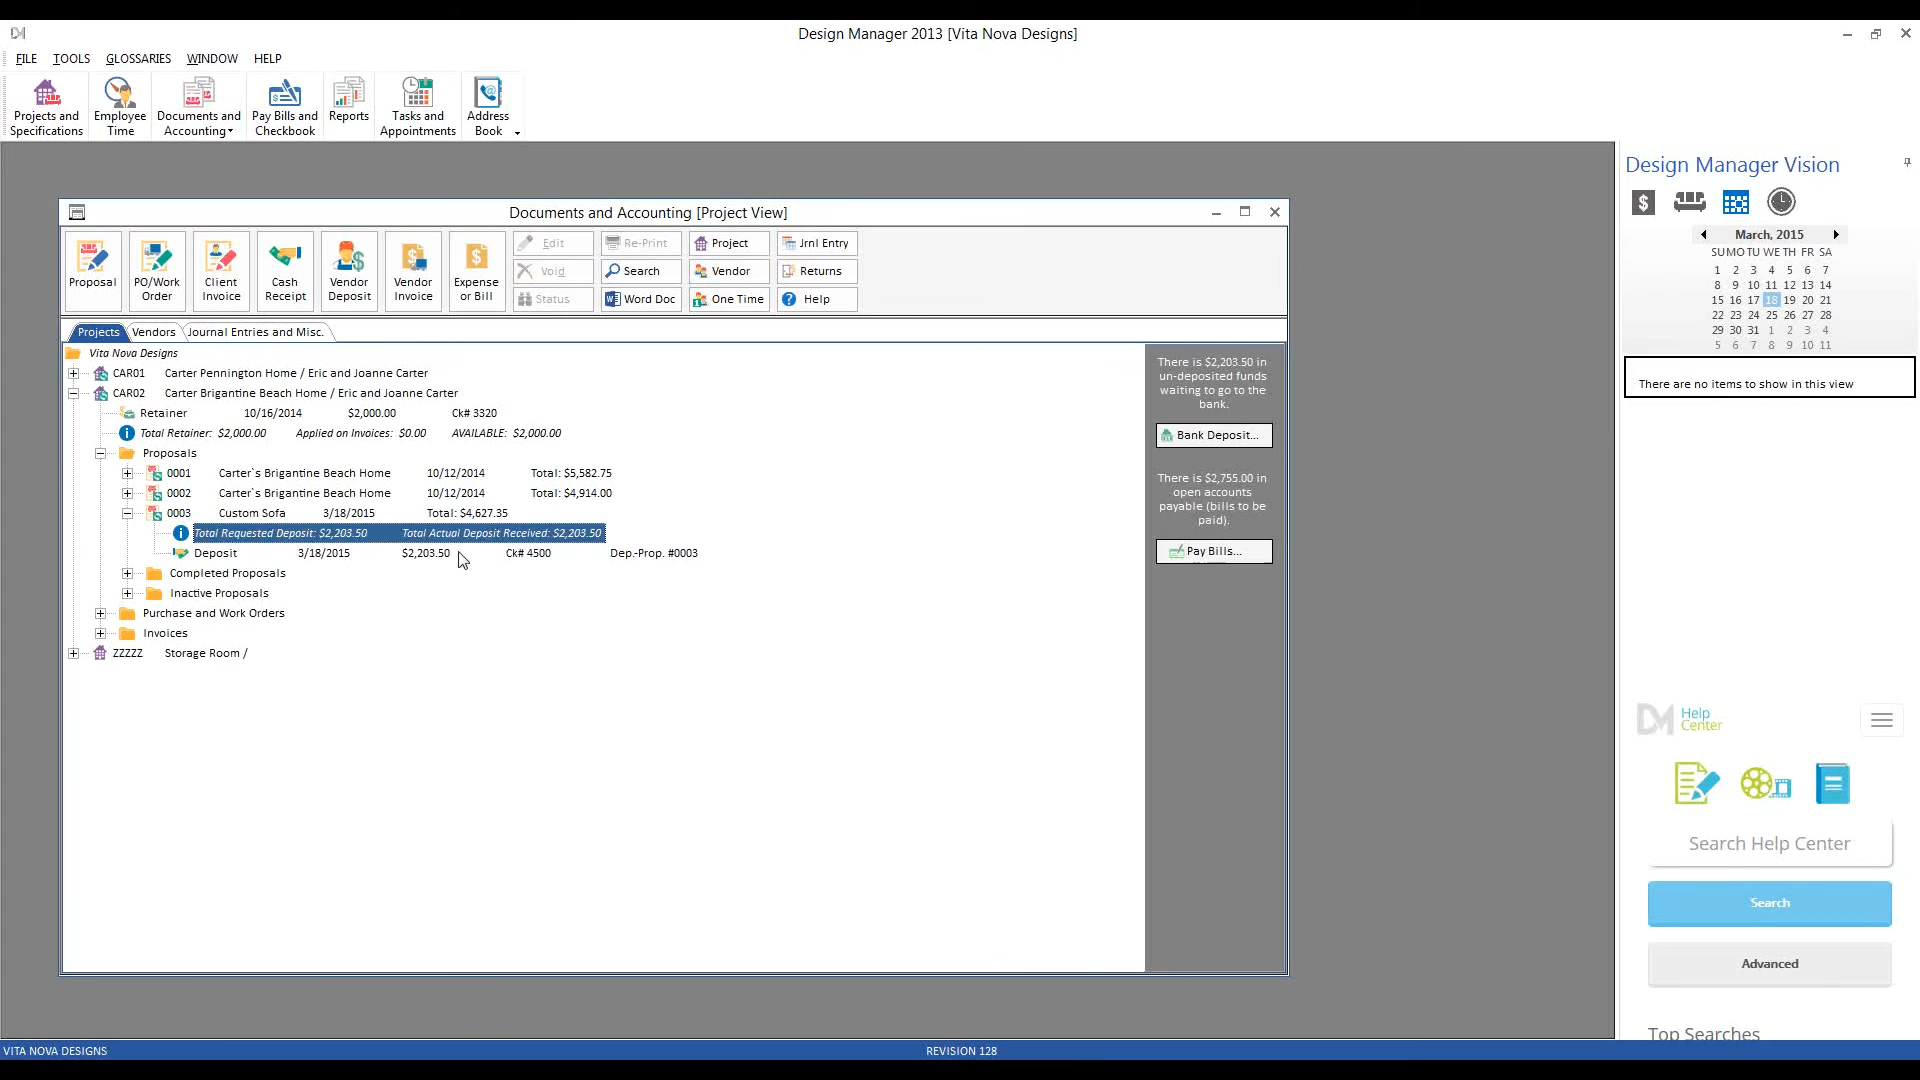 Design Manager 2013 [Vita Nova Designs]
FILE TOOLS GLOSSARIES WINDOW HELP
Projects and Specifications
Employee Time
Documents and Accounting
Pay Bills and Checkbook
Reports
Tasks and Appointments
Address Book
Documents and Accounting [Project View]
Proposal
PO/Work Order
Client Invoice
Cash Receipt
Vendor Deposit
Vendor Invoice
Expense or Bill
Edit Re-Print Project Jrnl Entry
Void Search Vendor Returns
Status Word Doc One Time Help
Projects Vendors Journal Entries and Misc.
Vita Nova Designs
CAR01 Carter Pennington Home / Eric and Joanne Carter
CAR02 Carter Brigantine Beach Home / Eric and Joanne Carter
Retainer 10/16/2014 $2,000.00 Ck# 3320
Total Retainer: $2,000.00 Applied on Invoices: $0.00 AVAILABLE: $2,000.00
Proposals
0001 Carter`s Brigantine Beach Home 10/12/2014 Total: $5,582.75
0002 Carter`s Brigantine Beach Home 10/12/2014 Total: $4,914.00
0003 Custom Sofa 3/18/2015 Total: $4,627.35
Total Requested Deposit: $2,203.50 Total Actual Deposit Received: $2,203.50
Deposit 3/18/2015 $2,203.50 Ck# 4500 Dep.-Prop. #0003
Completed Proposals
Inactive Proposals
Purchase and Work Orders
Invoices
ZZZZZ Storage Room /
There is $2,203.50 in
un-deposited funds
waiting to go to the
bank.
Bank Deposit...
There is $2,755.00 in
open accounts
payable (bills to be
paid).
Pay Bills...
Design Manager Vision
March, 2015
SU MO TU WE TH FR SA
1 2 3 4 5 6 7
8 9 10 11 12 13 14
15 16 17 18 19 20 21
22 23 24 25 26 27 28
29 30 31 1 2 3 4
5 6 7 8 9 10 11
There are no items to show in this view
DM Help
Center
Search Help Center
Search
Advanced
Top Searches
VITA NOVA DESIGNS REVISION 128